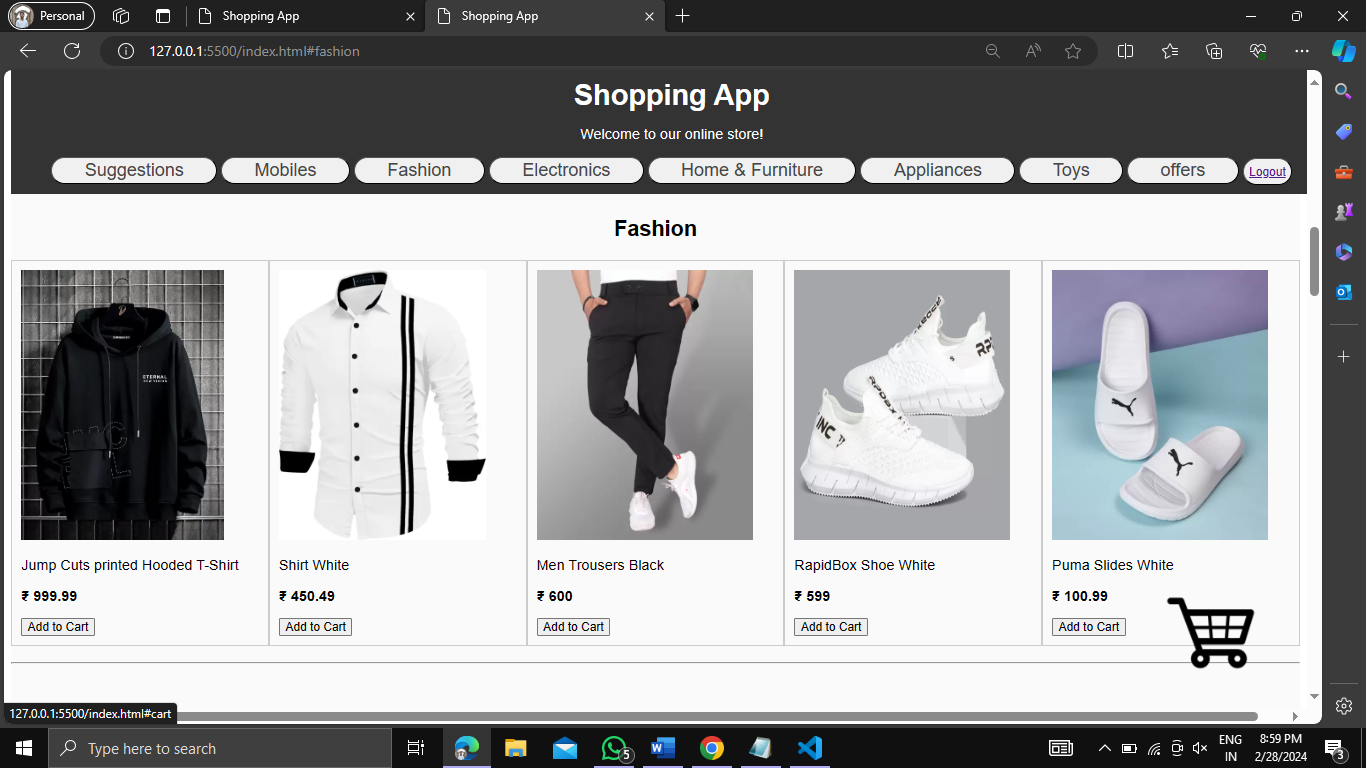 Personal
Shopping App
Shopping App
127.0.0.1:5500/index.html#fashion
Shopping App
Welcome to our online store!
Suggestions Mobiles Fashion Electronics Home & Furniture Appliances Toys offers Logout
Fashion
ETERNAL
INC
Jump Cuts printed Hooded T-Shirt
₹ 999.99
Add to Cart
Shirt White
₹ 450.49
Add to Cart
Men Trousers Black
₹ 600
Add to Cart
RapidBox Shoe White
₹ 599
Add to Cart
Puma Slides White
₹ 100.99
Add to Cart
127.0.0.1:5500/index.html#cart
Type here to search
5
ENG
IN
8:59 PM
2/28/2024
3